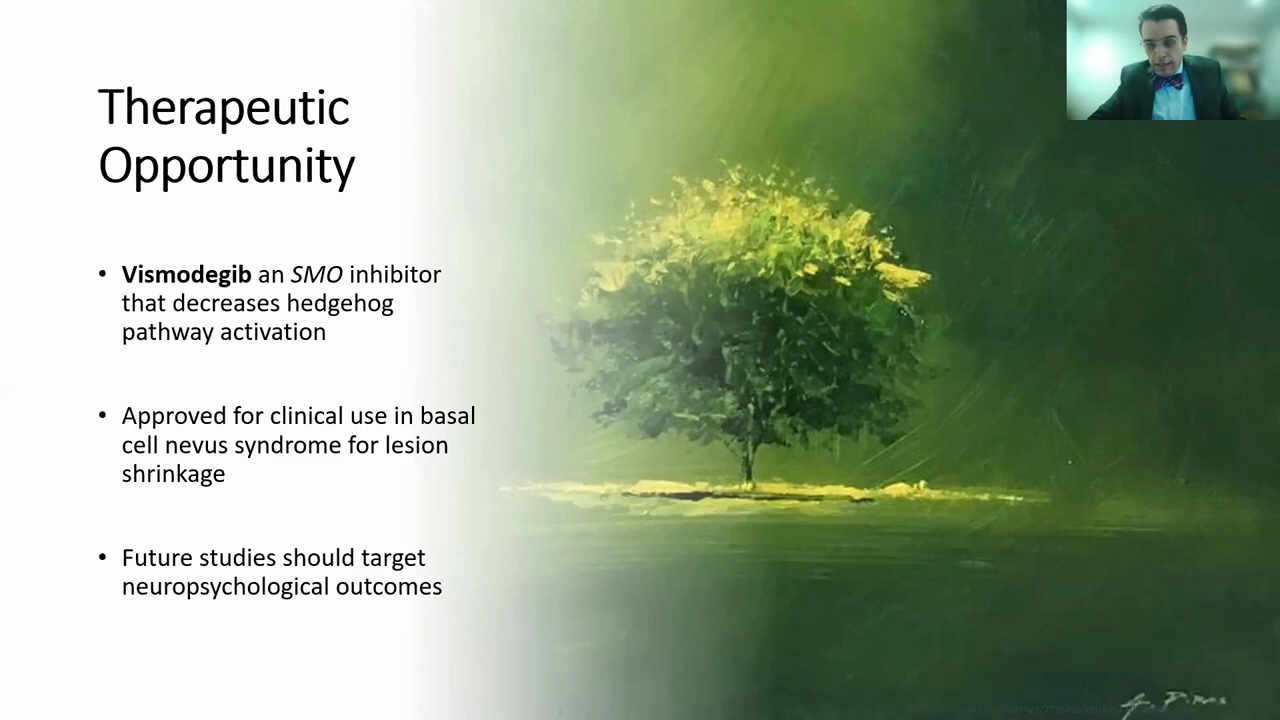 Therapeutic
Opportunity
• Vismodegib an SMO inhibitor
that decreases hedgehog
pathway activation
• Approved for clinical use in basal
cell nevus syndrome for lesion
shrinkage
• Future studies should target
neuropsychological outcomes